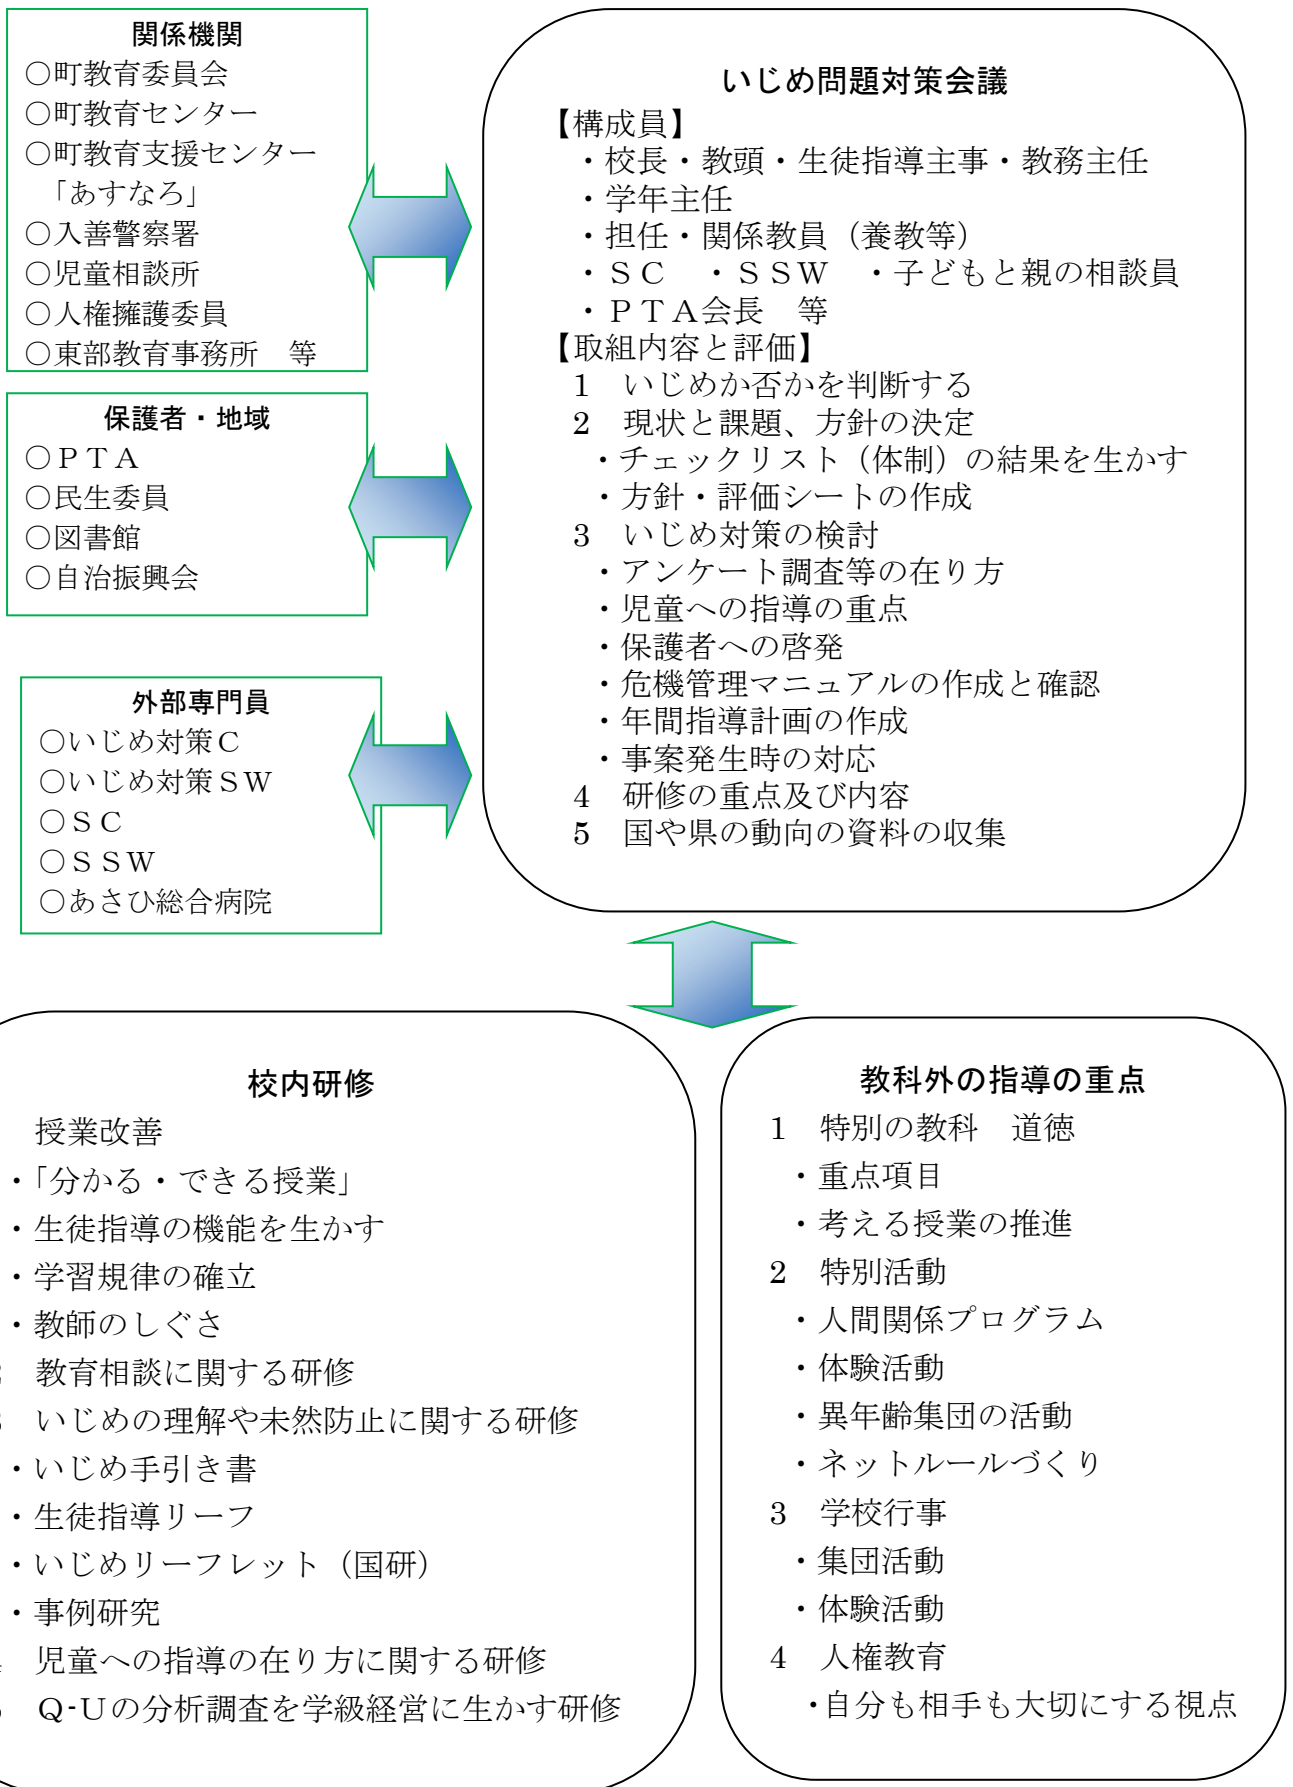 関係機関
○町教育委員会
○町教育センター
○町教育支援センター
「あすなろ」
○入善警察署
○児童相談所
○人権擁護委員
○東部教育事務所　等
保護者・地域
○ＰＴＡ
○民生委員
○図書館
○自治振興会
外部専門員
○いじめ対策Ｃ
○いじめ対策ＳＷ
○ＳＣ
○ＳＳＷ
○あさひ総合病院
いじめ問題対策会議
【構成員】
・校長・教頭・生徒指導主事・教務主任
・学年主任
・担任・関係教員（養教等）
・ＳＣ　・ＳＳＷ　・子どもと親の相談員
・ＰＴＡ会長　等
【取組内容と評価】
1　いじめか否かを判断する
2　現状と課題、方針の決定
・チェックリスト（体制）の結果を生かす
・方針・評価シートの作成
3　いじめ対策の検討
・アンケート調査等の在り方
・児童への指導の重点
・保護者への啓発
・危機管理マニュアルの作成と確認
・年間指導計画の作成
・事案発生時の対応
4　研修の重点及び内容
5　国や県の動向の資料の収集
校内研修
授業改善
・「分かる・できる授業」
・生徒指導の機能を生かす
・学習規律の確立
・教師のしぐさ
教育相談に関する研修
いじめの理解や未然防止に関する研修
・いじめ手引き書
・生徒指導リーフ
・いじめリーフレット（国研）
・事例研究
児童への指導の在り方に関する研修
Ｑ-Ｕの分析調査を学級経営に生かす研修
教科外の指導の重点
1　特別の教科　道徳
・重点項目
・考える授業の推進
2　特別活動
・人間関係プログラム
・体験活動
・異年齢集団の活動
・ネットルールづくり
3　学校行事
・集団活動
・体験活動
4　人権教育
・自分も相手も大切にする視点